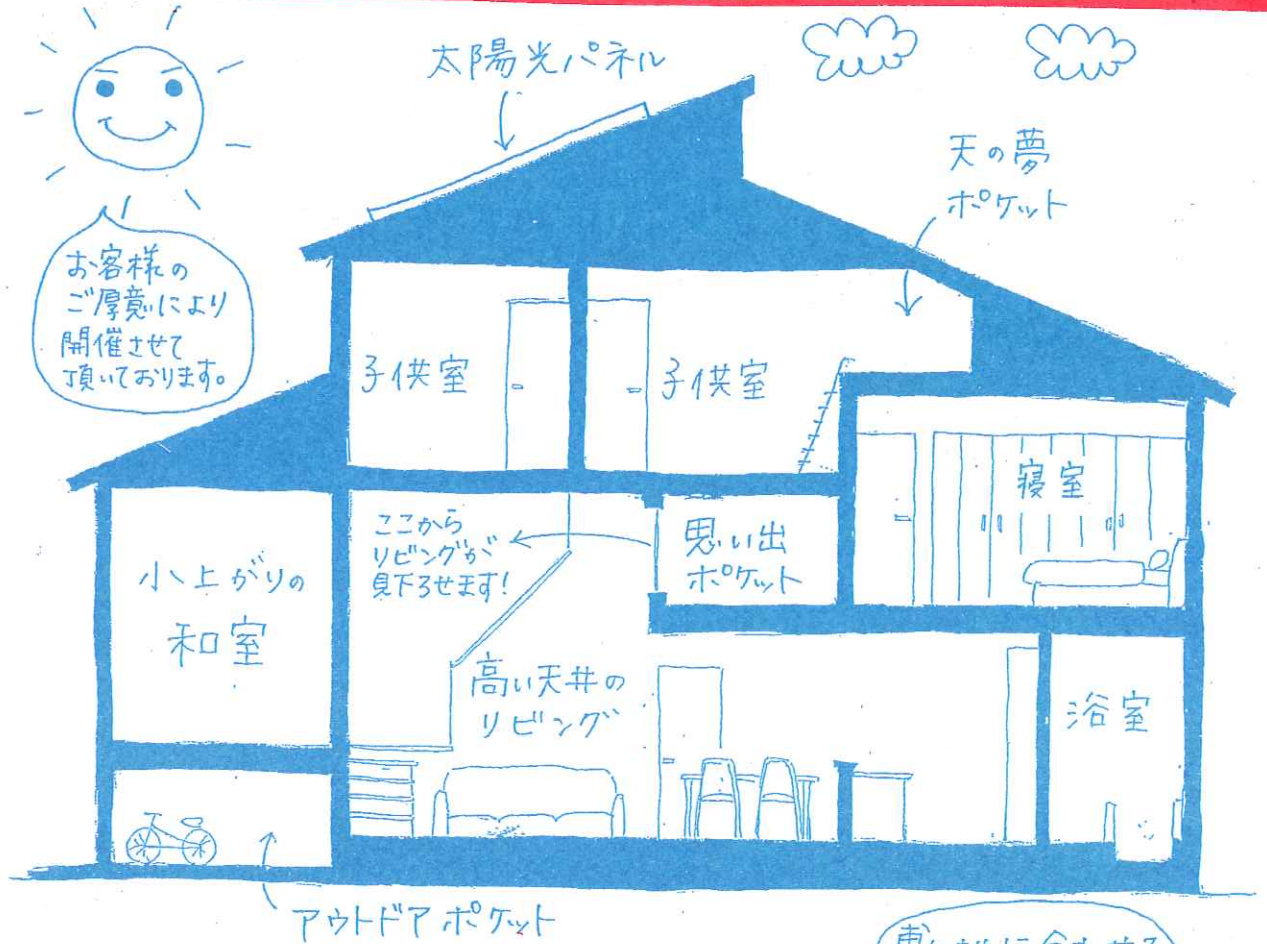 太陽光パネル
天の夢
ポケット
お客様の
ご厚意により
開催させて
頂いております。
子供室
子供室
寝室
ここから
リビングが
見下ろせます!
思い出
ポケット
小上がりの
和室
高い天井の
リビング
浴室
アウトドアポケット